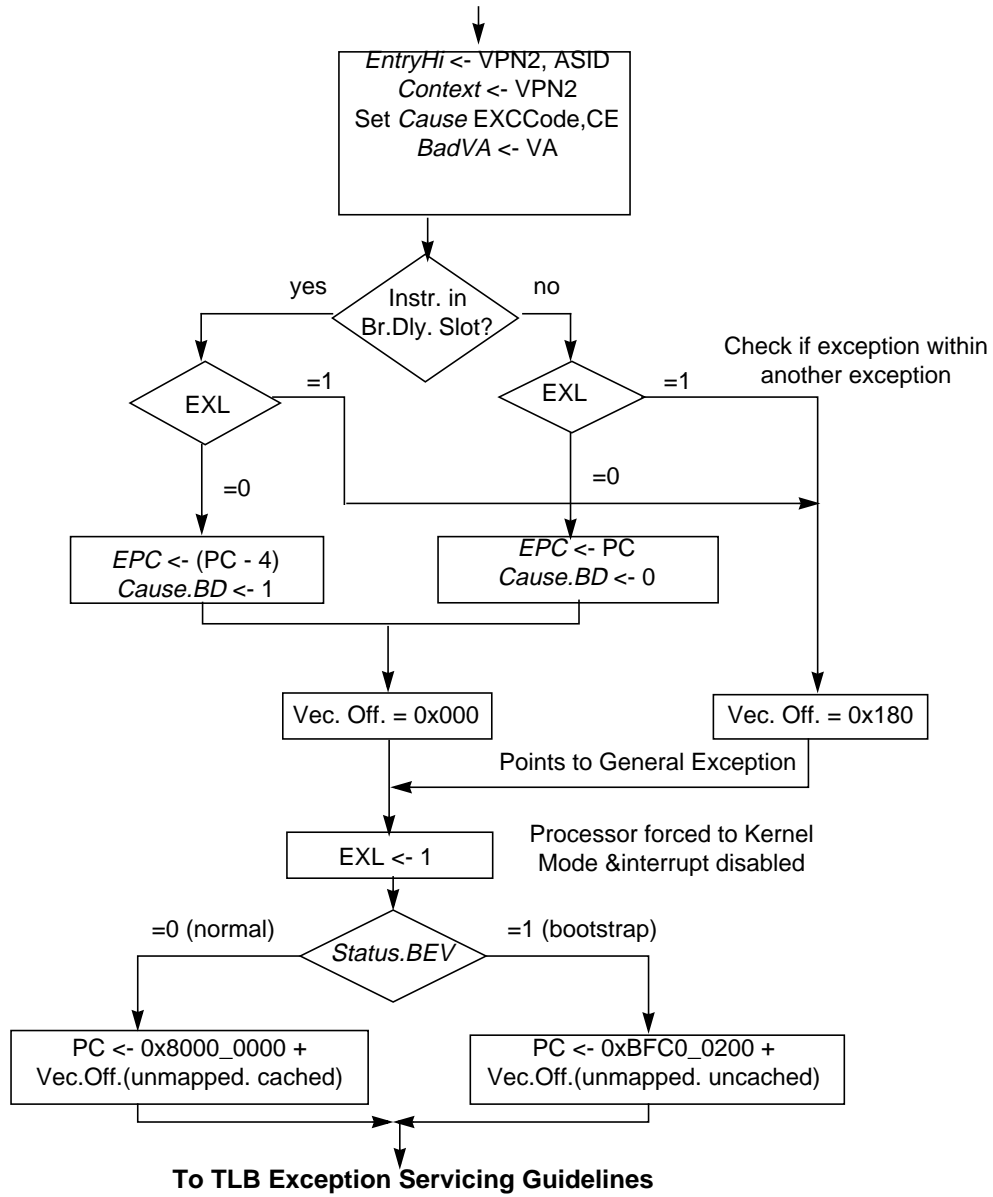 EntryHi <- VPN2, ASID
Context <- VPN2
Set Cause EXCCode,CE
BadVA <- VA
yes
Instr. in
Br.Dly. Slot?
no
Check if exception within
another exception
EXL
=1
EXL
=1
=0
=0
EPC <- (PC - 4)
Cause.BD <- 1
EPC <- PC
Cause.BD <- 0
Vec. Off. = 0x000
Vec. Off. = 0x180
Points to General Exception
EXL <- 1
Processor forced to Kernel
Mode &interrupt disabled
=0 (normal)
Status.BEV
=1 (bootstrap)
PC <- 0x8000_0000 +
Vec.Off.(unmapped. cached)
PC <- 0xBFC0_0200 +
Vec.Off.(unmapped. uncached)
To TLB Exception Servicing Guidelines